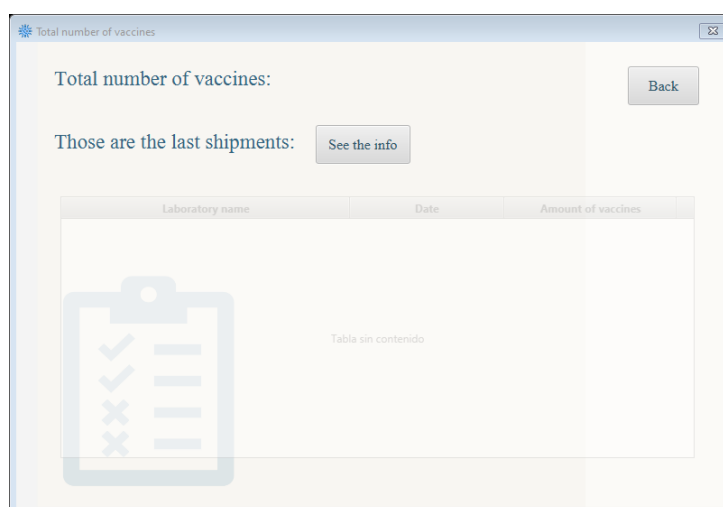 Total number of vaccines
Total number of vaccines:
Back
Those are the last shipments:
See the info
Laboratory name
Date
Amount of vaccines
Tabla sin contenido